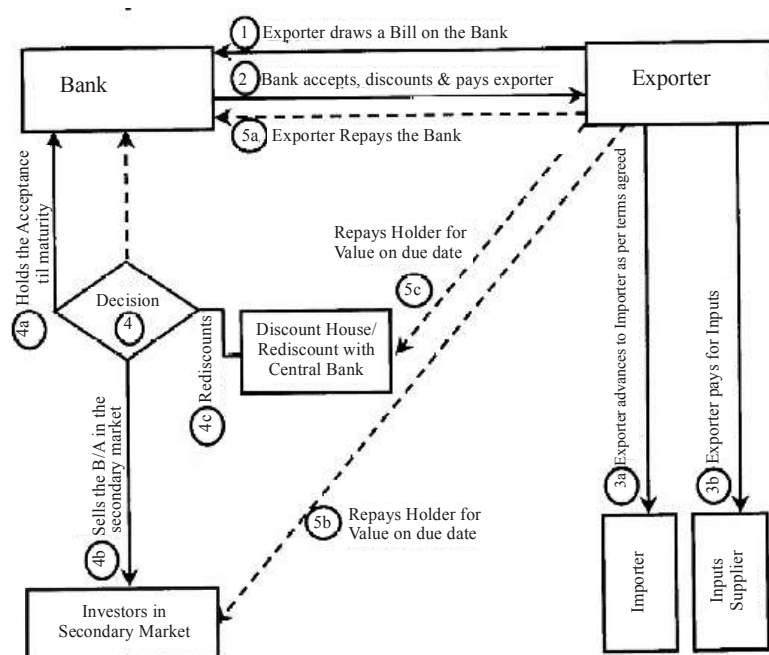 1 Exporter draws a Bill on the Bank
Bank
Exporter
2 Bank accepts, discounts & pays exporter
5a Exporter Repays the Bank
4a Holds the Acceptance
til maturity
Decision
4
4c Rediscounts
Discount House/
Rediscount with
Central Bank
Repays Holder for
Value on due date
5c
3a Exporter advances to Importer as per terms agreed
3b Exporter pays for Inputs
4b Sells the B/A in the
secondary market
5b
Repays Holder for
Value on due date
Investors in
Secondary Market
Importer
Inputs
Supplier